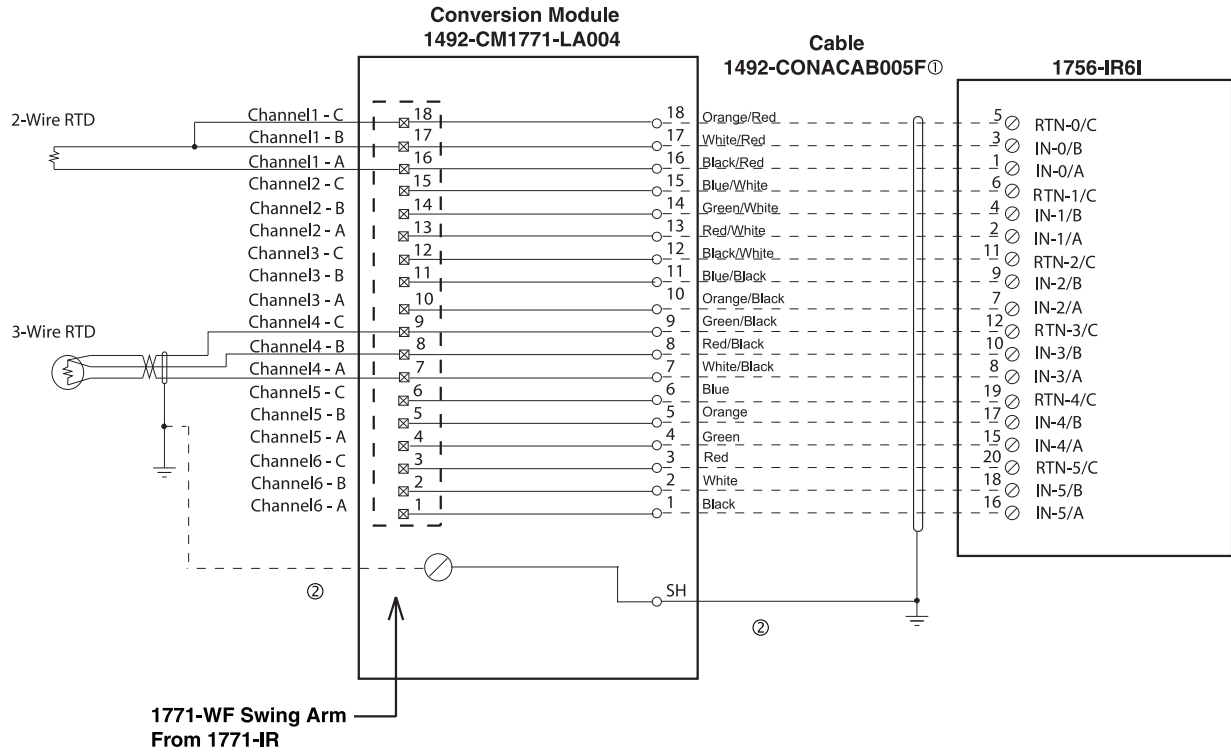 Conversion Module
1492-CM1771-LA004
Cable
1492-CONACAB005F①
1756-IR6I
2-Wire RTD
Channel1 - C 18 18 Orange/Red 5 RTN-0/C
Channel1 - B 17 17 White/Red 3 IN-0/B
Channel1 - A 16 16 Black/Red 1 IN-0/A
Channel2 - C 15 15 Blue/White 6 RTN-1/C
Channel2 - B 14 14 Green/White 4 IN-1/B
Channel2 - A 13 13 Red/White 2 IN-1/A
Channel3 - C 12 12 Black/White 11 RTN-2/C
Channel3 - B 11 11 Blue/Black 9 IN-2/B
Channel3 - A 10 10 Orange/Black 7 IN-2/A
3-Wire RTD
Channel4 - C 9 9 Green/Black 12 RTN-3/C
Channel4 - B 8 8 Red/Black 10 IN-3/B
Channel4 - A 7 7 White/Black 8 IN-3/A
Channel5 - C 6 6 Blue 19 RTN-4/C
Channel5 - B 5 5 Orange 17 IN-4/B
Channel5 - A 4 4 Green 15 IN-4/A
Channel6 - C 3 3 Red 20 RTN-5/C
Channel6 - B 2 2 White 18 IN-5/B
Channel6 - A 1 1 Black 16 IN-5/A
②
SH
②
1771-WF Swing Arm
From 1771-IR